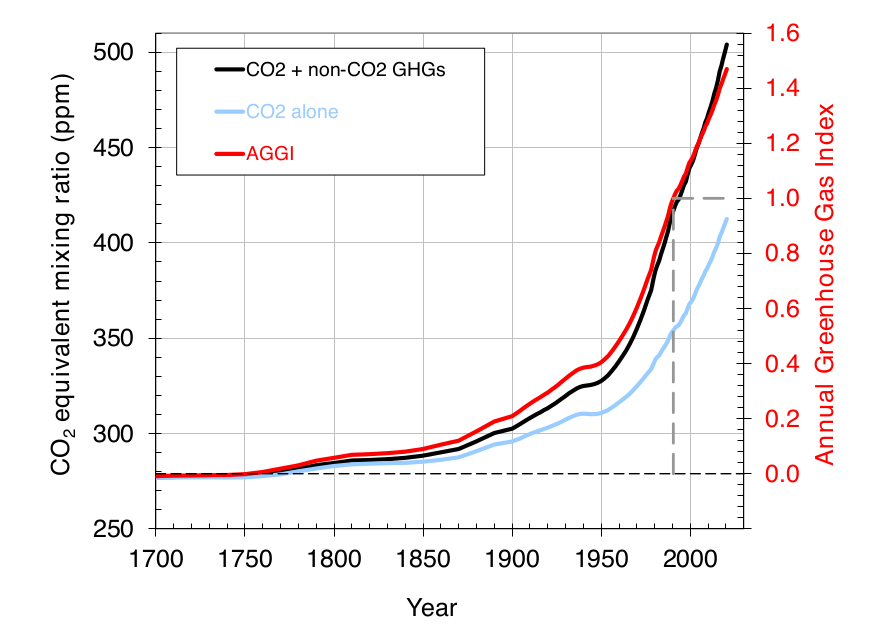 CO2 equivalent mixing ratio (ppm)
500
450
400
350
300
250
CO2 + non-CO2 GHGs
CO2 alone
AGGI
1.6
1.4
1.2
1.0
0.8
0.6
0.4
0.2
0.0
Annual Greenhouse Gas Index
1700 1750 1800 1850 1900 1950 2000
Year